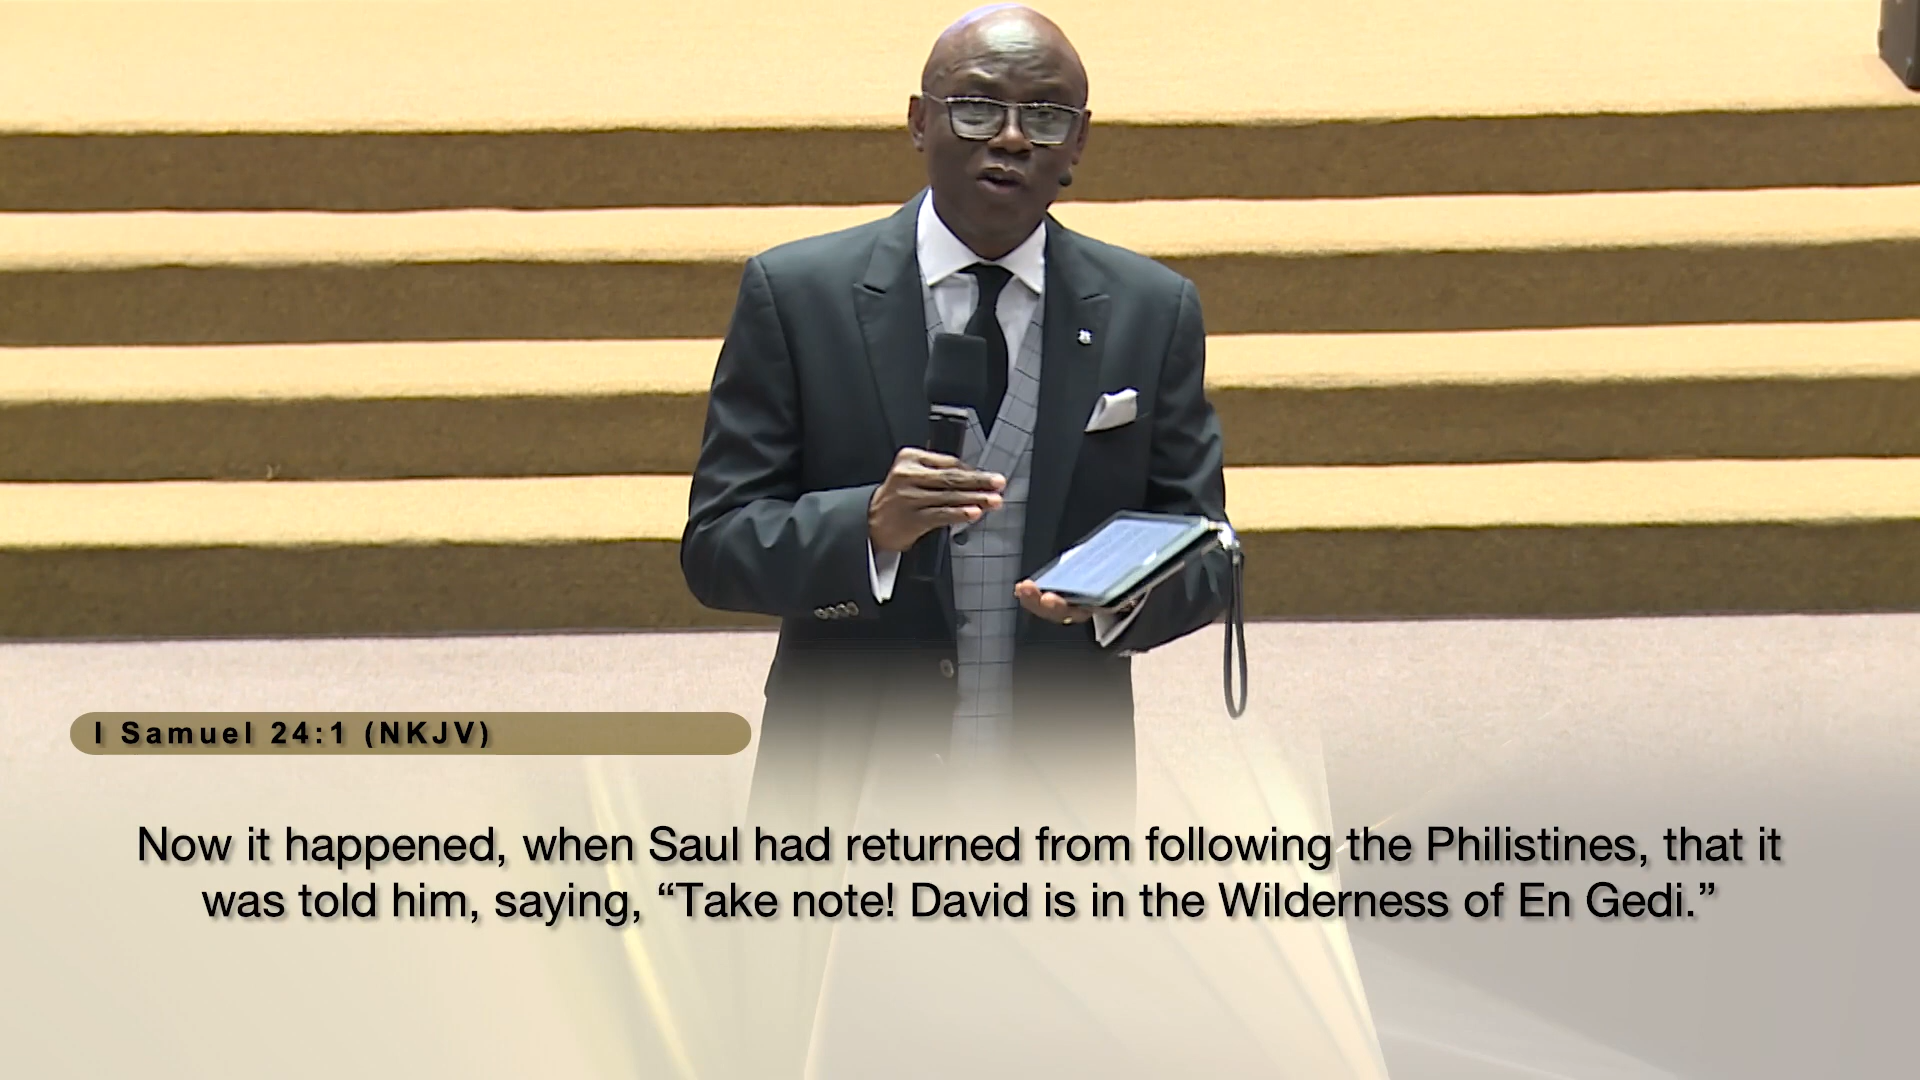 I Samuel 24:1 (NKJV)
Now it happened, when Saul had returned from following the Philistines, that it
was told him, saying, “Take note! David is in the Wilderness of En Gedi.”